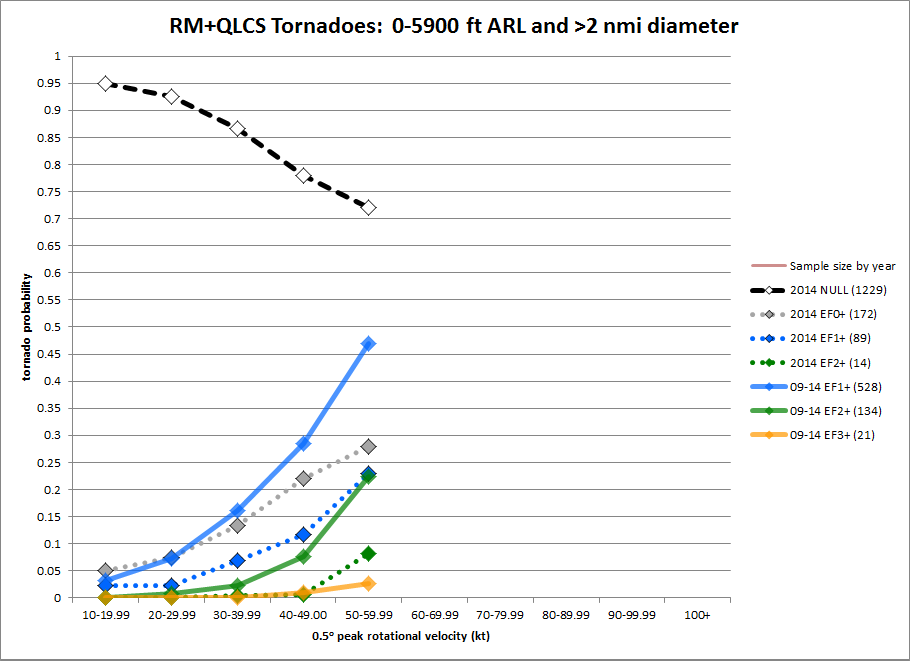 RM+QLCS Tornadoes:  0-5900 ft ARL and >2 nmi diameter
1
0.95
0.9
0.85
0.8
0.75
0.7
0.65
0.6
0.55
0.5
0.45
0.4
0.35
0.3
0.25
0.2
0.15
0.1
0.05
0
tornado probability
10-19.99 20-29.99 30-39.99 40-49.00 50-59.99 60-69.99 70-79.99 80-89.99 90-99.99 100+
0.5° peak rotational velocity (kt)
Sample size by year
2014 NULL (1229)
2014 EF0+ (172)
2014 EF1+ (89)
2014 EF2+ (14)
09-14 EF1+ (528)
09-14 EF2+ (134)
09-14 EF3+ (21)